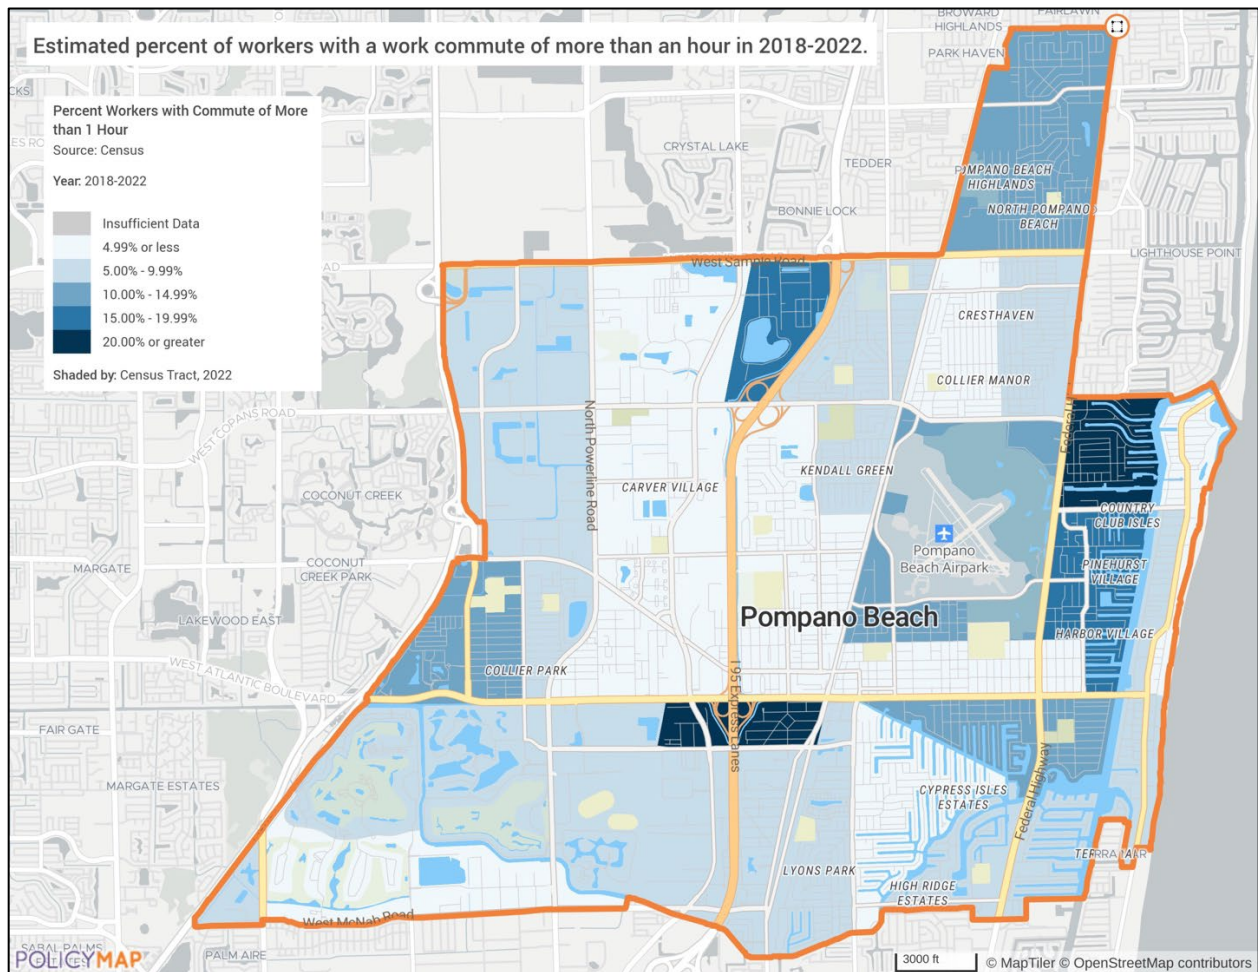 Estimated percent of workers with a work commute of more than an hour in 2018-2022.
Percent Workers with Commute of More
than 1 Hour
Source: Census
Year: 2018-2022
Insufficient Data
4.99% or less
5.00% - 9.99%
10.00% - 14.99%
15.00% - 19.99%
20.00% or greater
Shaded by: Census Tract, 2022
BROWARD
HIGHLANDS
FAIRLAWN
PARK HAVEN
CRYSTAL LAKE
TEDDER
POMPANO BEACH
HIGHLANDS
BONNIE LOCK
NORTH POMPANO
BEACH
LIGHTHOUSE POINT
West Sample Road
CRESTHAVEN
COLLIER MANOR
WEST COPANS ROAD
North Powerline Road
Federal H
KENDALL GREEN
CARVER VILLAGE
COCONUT CREEK
COUNTRY
CLUB ISLES
Pompano
Beach Airpark
MARGATE
COCONUT
CREEK PARK
PINEHURST
VILLAGE
LAKEWOOD EAST
Pompano Beach
HARBOR VILLAGE
WEST ATLANTIC BOULEVARD
COLLIER PARK
I 95 Express Lanes
FAIR GATE
MARGATE ESTATES
CYPRESS ISLES
ESTATES
Federal Highway
TERRA MAR
LYONS PARK
HIGH RIDGE
ESTATES
West McNab Road
SABAL PALMS
PALM AIRE
POLICYMAP
3000 ft
© MapTiler © OpenStreetMap contributors